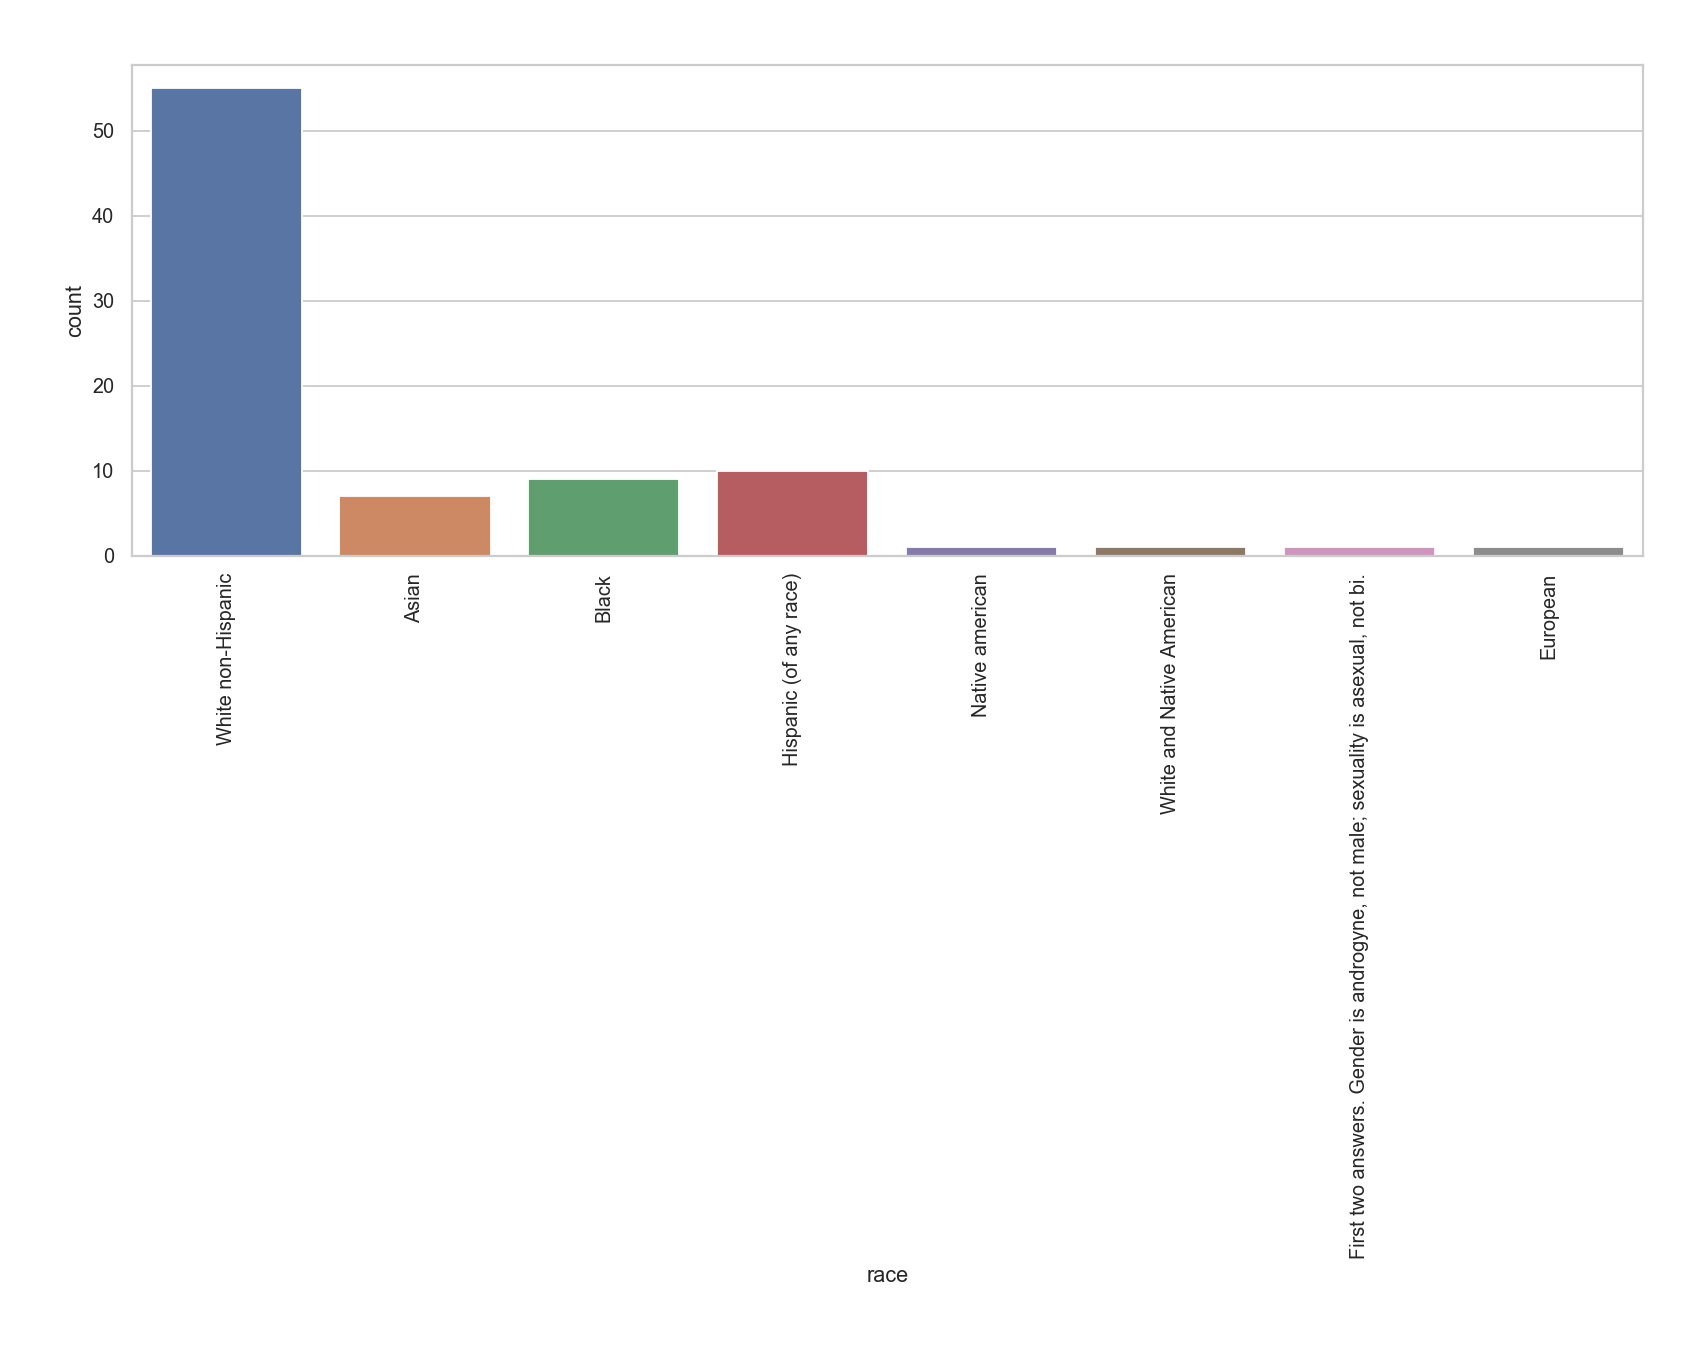 50
40
30
20
10
0
count
White non-Hispanic
Asian
Black
Hispanic (of any race)
Native american
White and Native American
First two answers. Gender is androgyne, not male; sexuality is asexual, not bi.
European
race